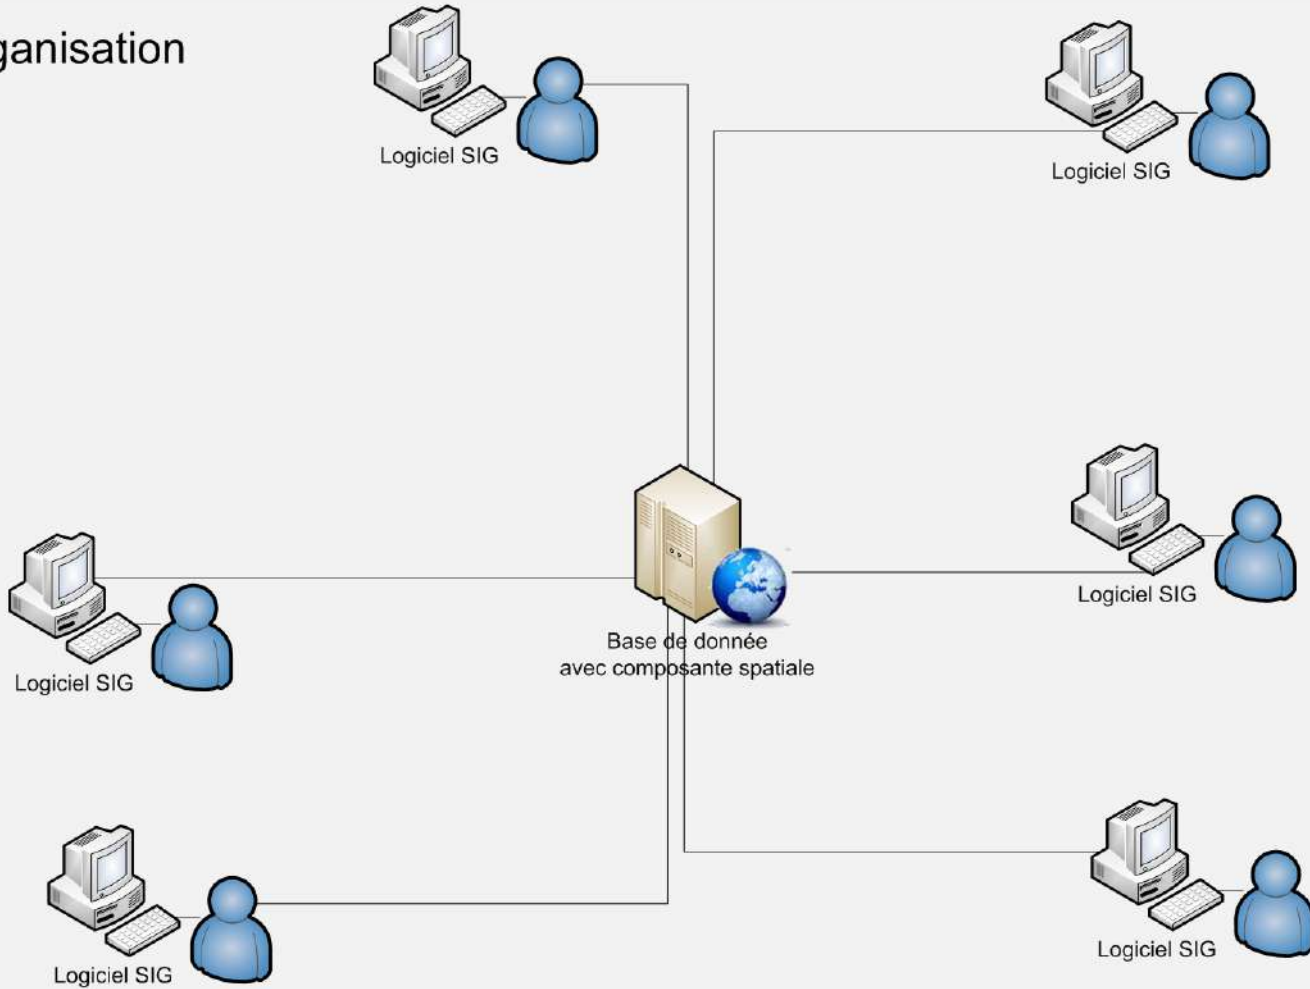 ganisation
Logiciel SIG
Logiciel SIG
Logiciel SIG
Base de donnée
avec composante spatiale
Logiciel SIG
Logiciel SIG
Logiciel SIG